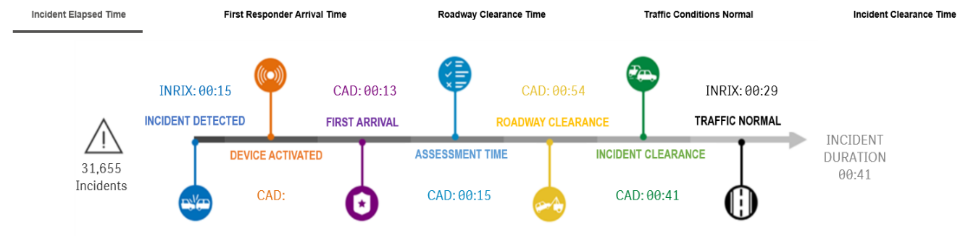 Incident Elapsed Time
First Responder Arrival Time
Roadway Clearance Time
Traffic Conditions Normal
Incident Clearance Time
INRIX: 00:15
CAD: 00:13
CAD: 00:54
INRIX: 00:29
INCIDENT DETECTED
FIRST ARRIVAL
ROADWAY CLEARANCE
TRAFFIC NORMAL
DEVICE ACTIVATED
ASSESSMENT TIME
INCIDENT CLEARANCE
INCIDENT
DURATION
00:41
31,655
Incidents
CAD:
CAD: 00:15
CAD: 00:41